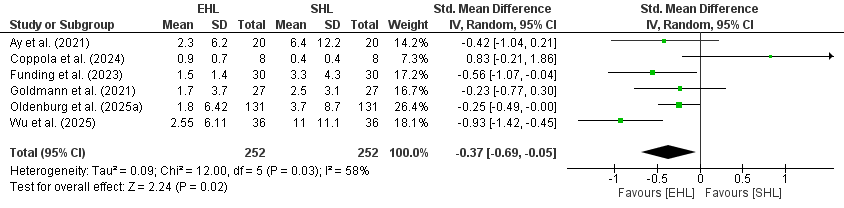 EHL SHL Std. Mean Difference Std. Mean Difference
Study or Subgroup Mean SD Total Mean SD Total Weight IV, Random, 95% CI IV, Random, 95% CI
Ay et al. (2021) 2.3 6.2 20 6.4 12.2 20 14.2% -0.42 [-1.04, 0.21]
Coppola et al. (2024) 0.9 0.7 8 0.4 0.4 8 7.3% 0.83 [-0.21, 1.86]
Funding et al. (2023) 1.5 1.4 30 3.3 4.3 30 17.1% -0.56 [-1.07, -0.04]
Goldmann et al. (2021) 1.7 3.7 27 2.5 3.1 27 16.9% -0.23 [-0.77, 0.30]
Oldenburg et al. (2025a) 1.8 6.42 131 3.7 8.7 131 26.4% -0.25 [-0.49, -0.00]
Wu et al. (2025) 2.55 6.11 36 11 11.1 36 18.1% -0.93 [-1.42, -0.45]
Total (95% CI) 252 252 100.0% -0.37 [-0.69, -0.05]
Heterogeneity: Tau² = 0.09; Chi² = 12.00, df = 5 (P = 0.03); I² = 58%
Test for overall effect: Z = 2.24 (P = 0.02)
-1 -0.5 0 0.5 1
Favours [EHL] Favours [SHL]